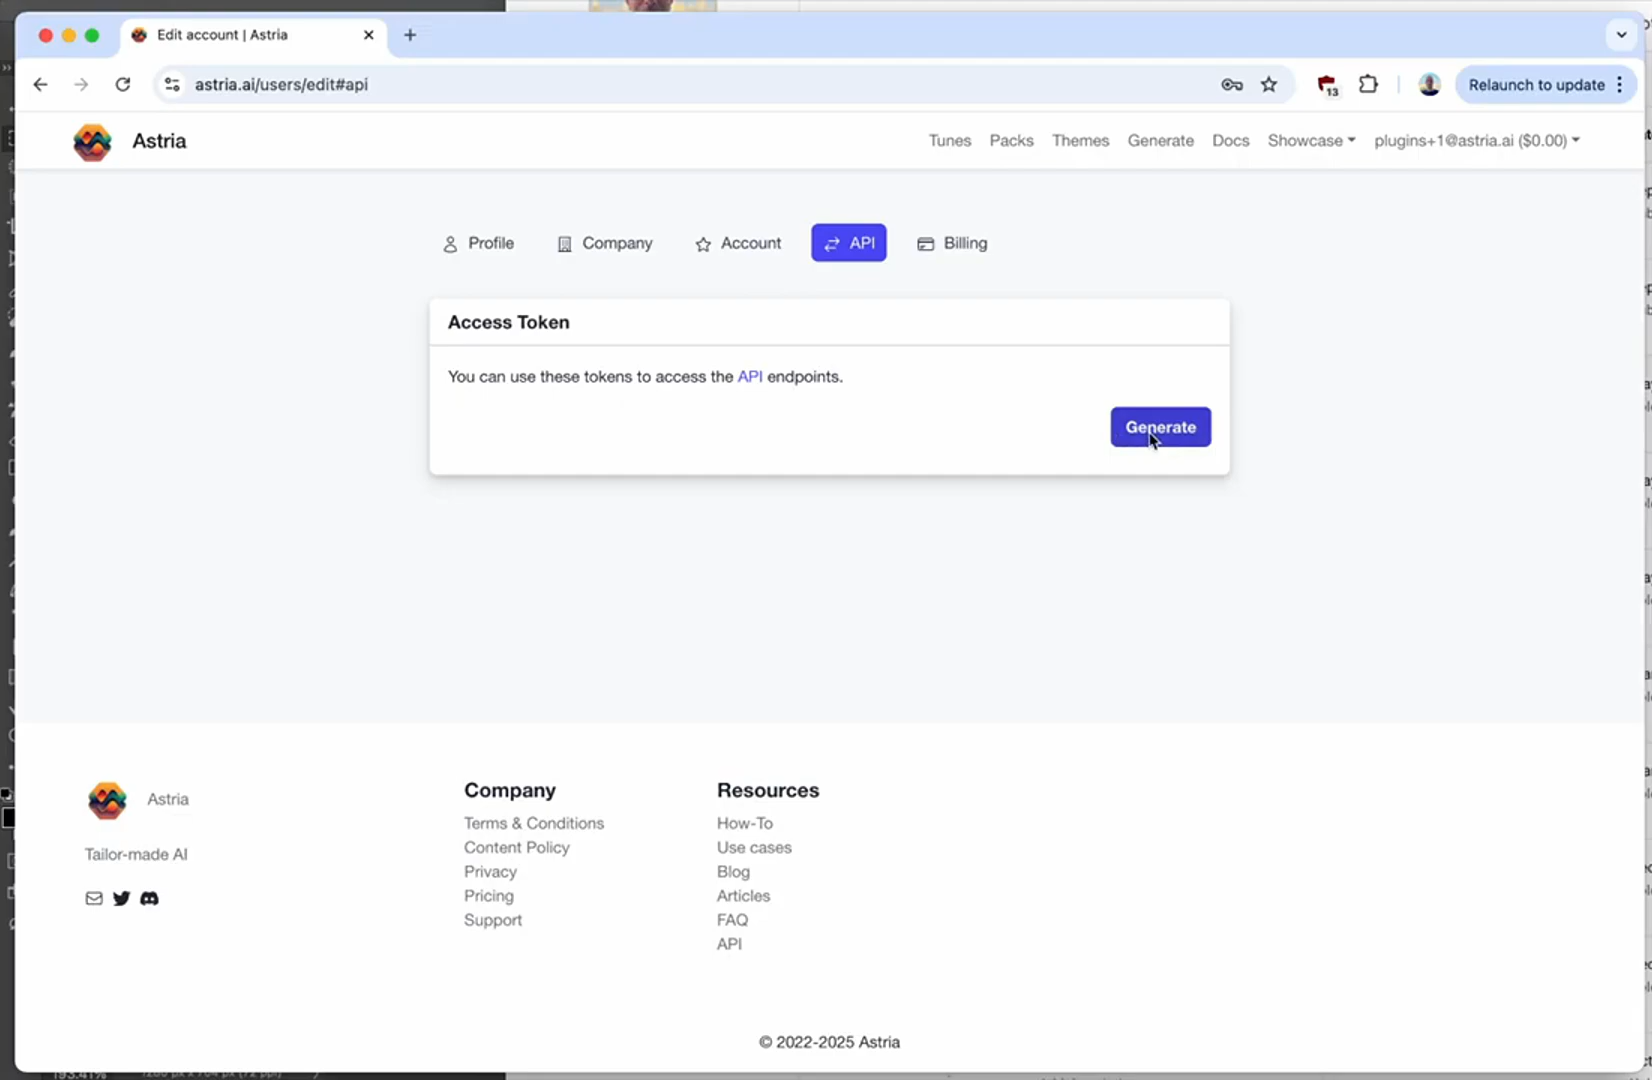 Edit account | Astria
astria.ai/users/edit#api
13
Relaunch to update
Astria
Tunes
Packs
Themes
Generate
Docs
Showcase
plugins+1@astria.ai ($0.00)
Profile
Company
Account
API
Billing
Access Token
You can use these tokens to access the API endpoints.
Generate
Astria
Tailor-made AI
Company
Terms & Conditions
Content Policy
Privacy
Pricing
Support
Resources
How-To
Use cases
Blog
Articles
FAQ
API
© 2022-2025 Astria